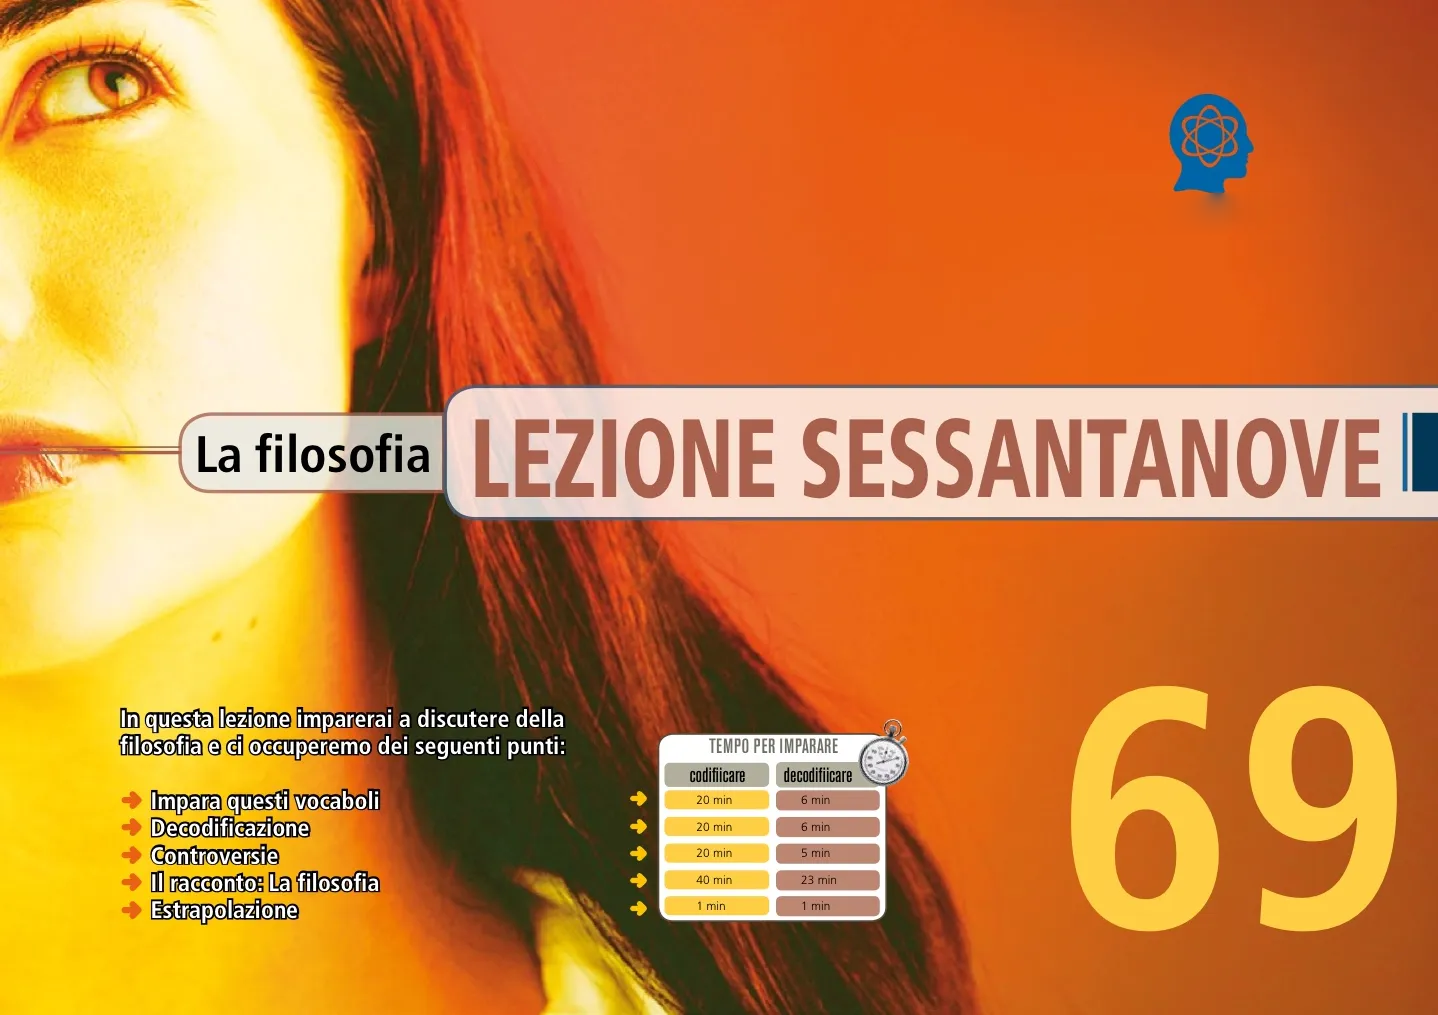 La filosofia
LEZIONE SESSANTANOVE
In questa lezione imparerai a discutere della
filosofia e ci occuperemo dei seguenti punti:
Impara questi vocaboli
Decodificazione
Controversie
Il racconto: La filosofia
Estrapolazione
TEMPO PER IMPARARE
codifiicare decodifiicare
20 min 6 min
20 min 6 min
20 min 5 min
40 min 23 min
1 min 1 min
69